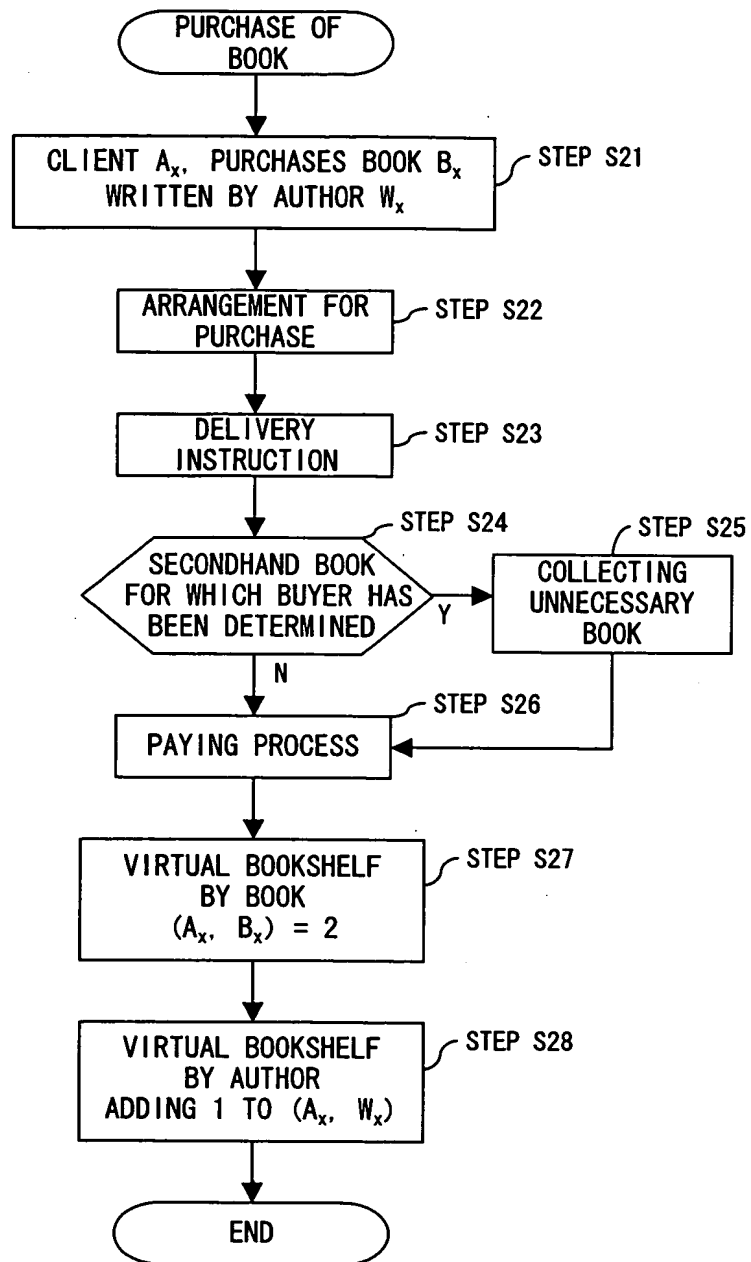 PURCHASE OF
BOOK
CLIENT Aₓ, PURCHASES BOOK Bₓ
WRITTEN BY AUTHOR Wₓ
STEP S21
ARRANGEMENT FOR
PURCHASE
STEP S22
DELIVERY
INSTRUCTION
STEP S23
STEP S24
SECONDHAND BOOK
FOR WHICH BUYER HAS
BEEN DETERMINED
Y
N
STEP S25
COLLECTING
UNNECESSARY
BOOK
STEP S26
PAYING PROCESS
VIRTUAL BOOKSHELF
BY BOOK
(Aₓ, Bₓ) = 2
STEP S27
VIRTUAL BOOKSHELF
BY AUTHOR
ADDING 1 TO (Aₓ, Wₓ)
STEP S28
END